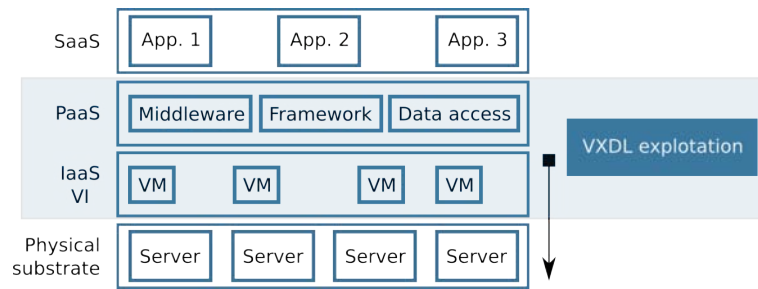 SaaS
App. 1
App. 2
App. 3
PaaS
Middleware
Framework
Data access
VXDL explotation
IaaS
VI
VM
VM
VM
VM
Physical
substrate
Server
Server
Server
Server